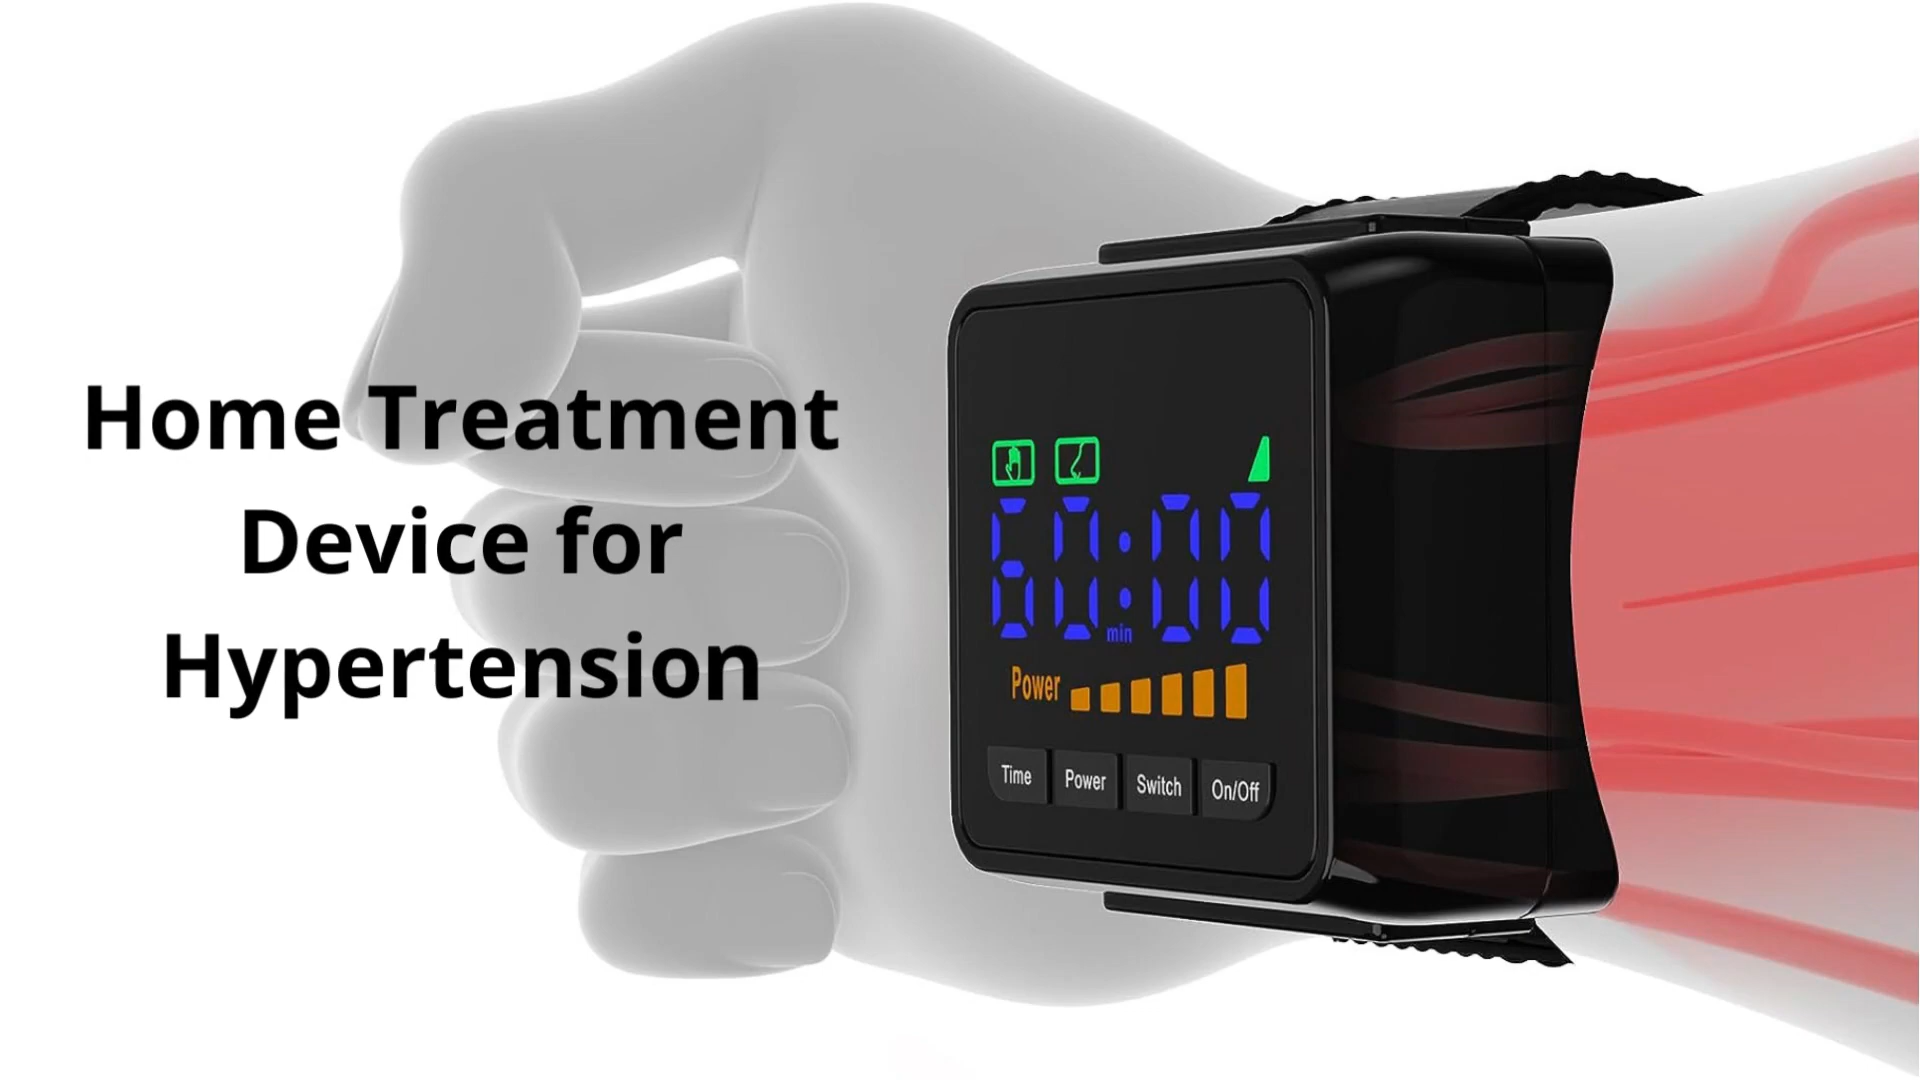 Home Treatment
Device for
Hypertension
60:00
min
Power
Time Power Switch On/Off